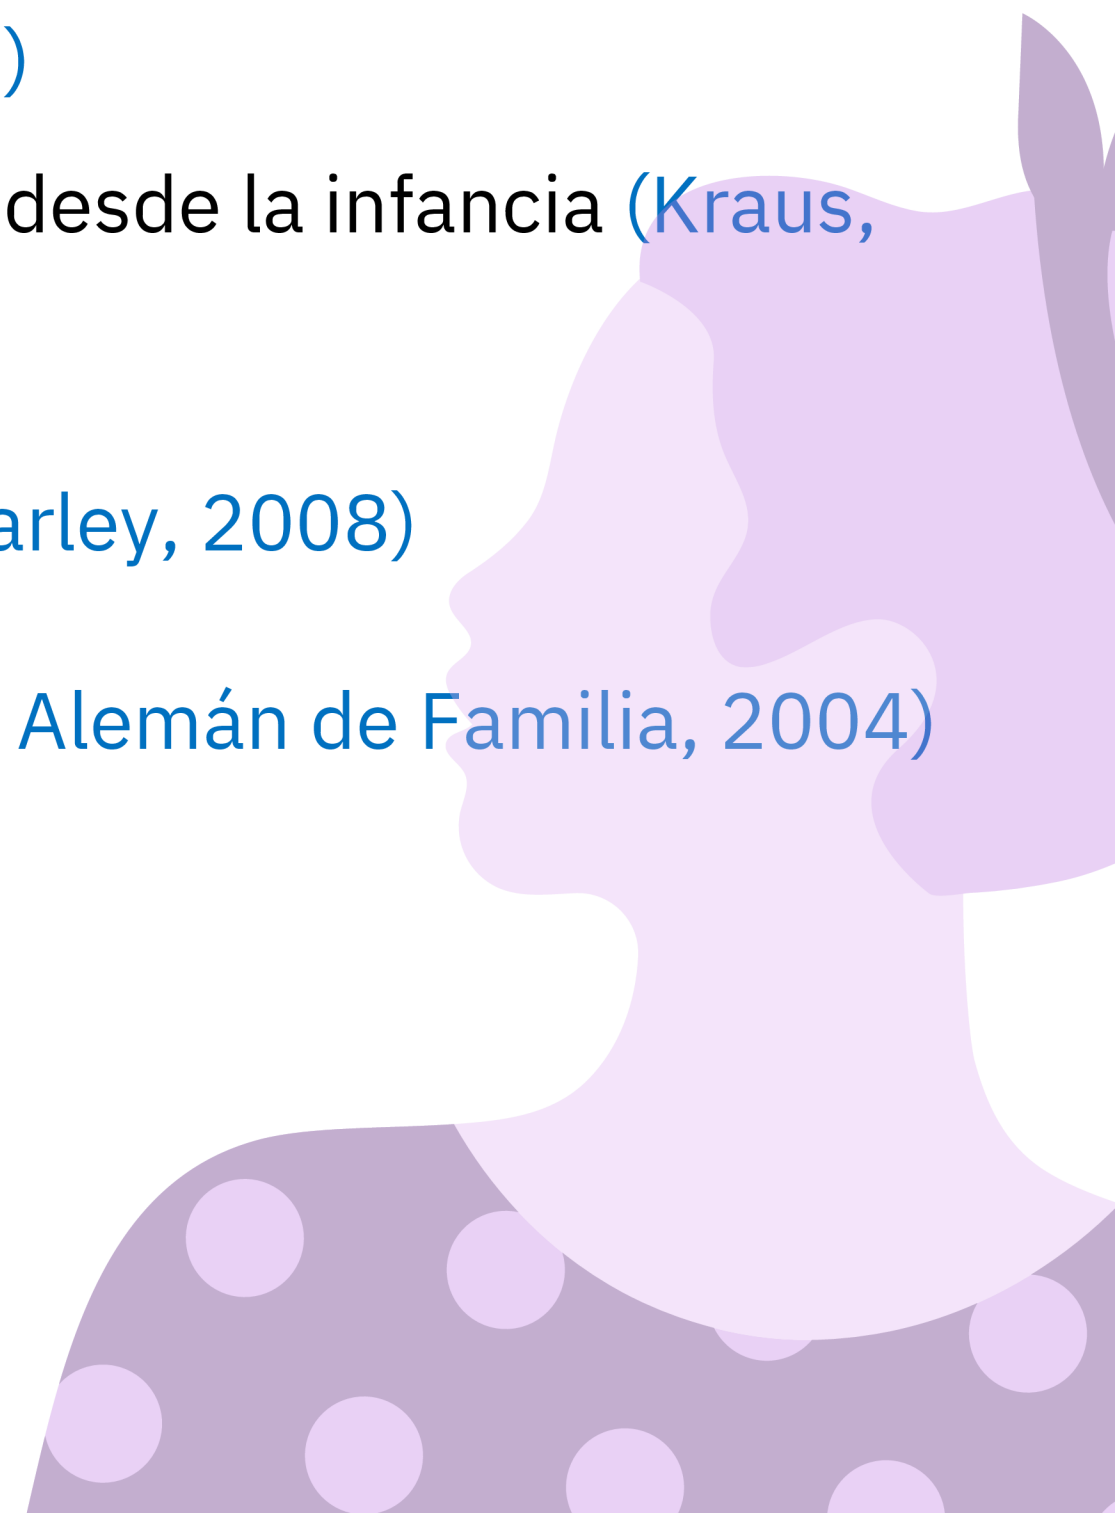 )
desde la infancia (Kraus,
arley, 2008)
Alemán de Familia, 2004)